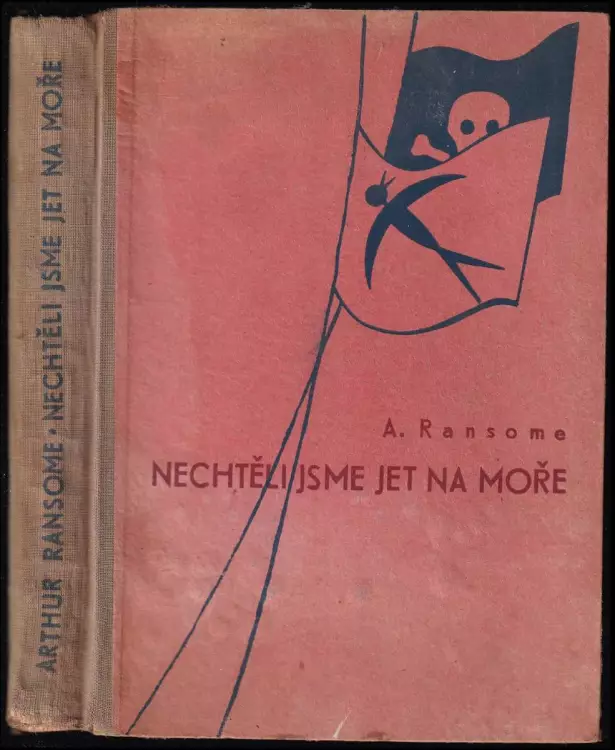 ARTHUR RANSOME • NECHTĚLI JSME JET NA MOŘE
A. Ransome
NECHTĚLI JSME JET NA MOŘE